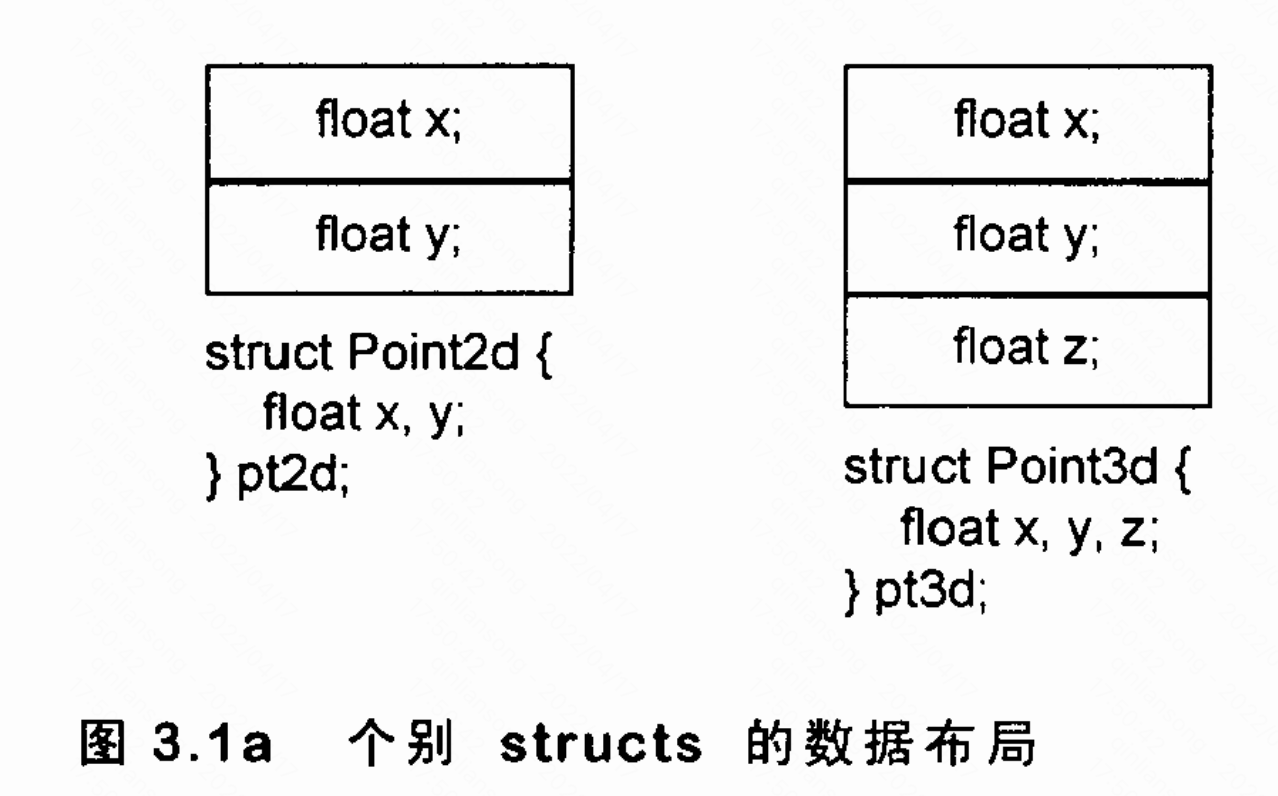 float x;
float y;
struct Point2d {
float x, y;
} pt2d;
float x;
float y;
float z;
struct Point3d {
float x, y, z;
} pt3d;
图 3.1a 个别 structs 的数据布局